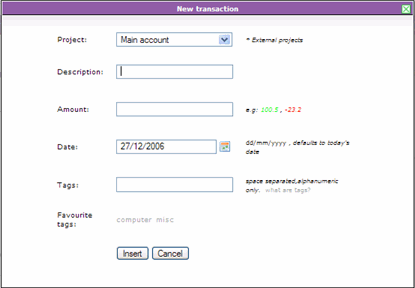 New transaction
Project: Main account * External projects
Description:
Amount: e.g: 100.5 , -23.2
Date: 27/12/2006 dd/mm/yyyy , defaults to today's
date
Tags: space separated,alphanumeric
only. what are tags?
Favourite
tags: computer misc
Insert Cancel